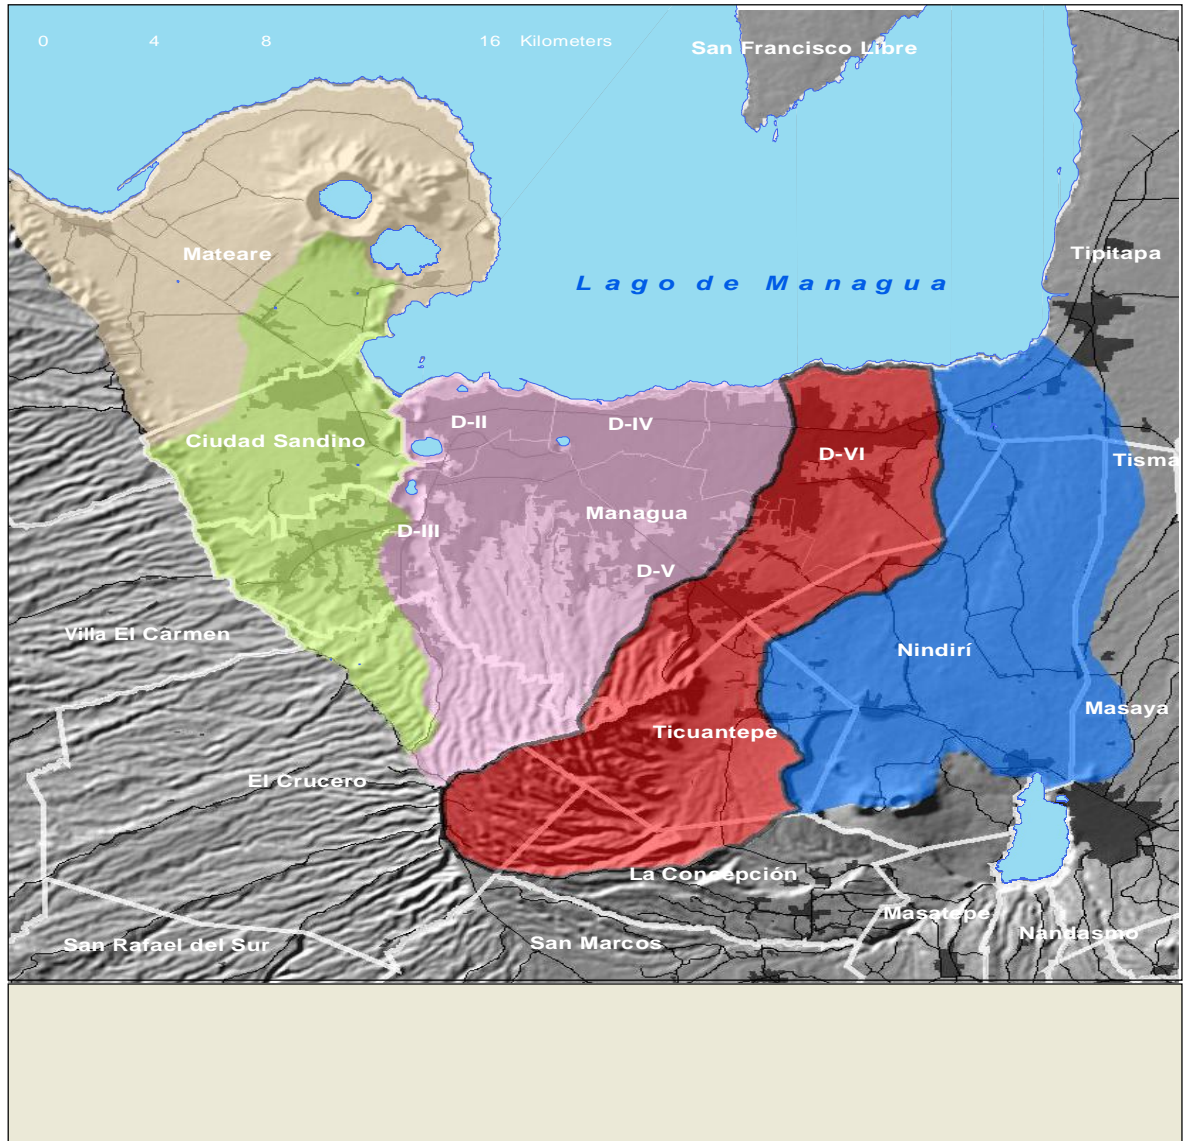 0 4 8 16 Kilometers
San Francisco Libre
Mateare
Tipitapa
Lago de Managua
D-II
D-IV
Ciudad Sandino
D-VI
Tisma
Managua
D-III
D-V
Villa El Carmen
Nindirí
Masaya
Ticuantepe
El Crucero
La Concepción
Masatepe
Nandasmo
San Rafael del Sur
San Marcos